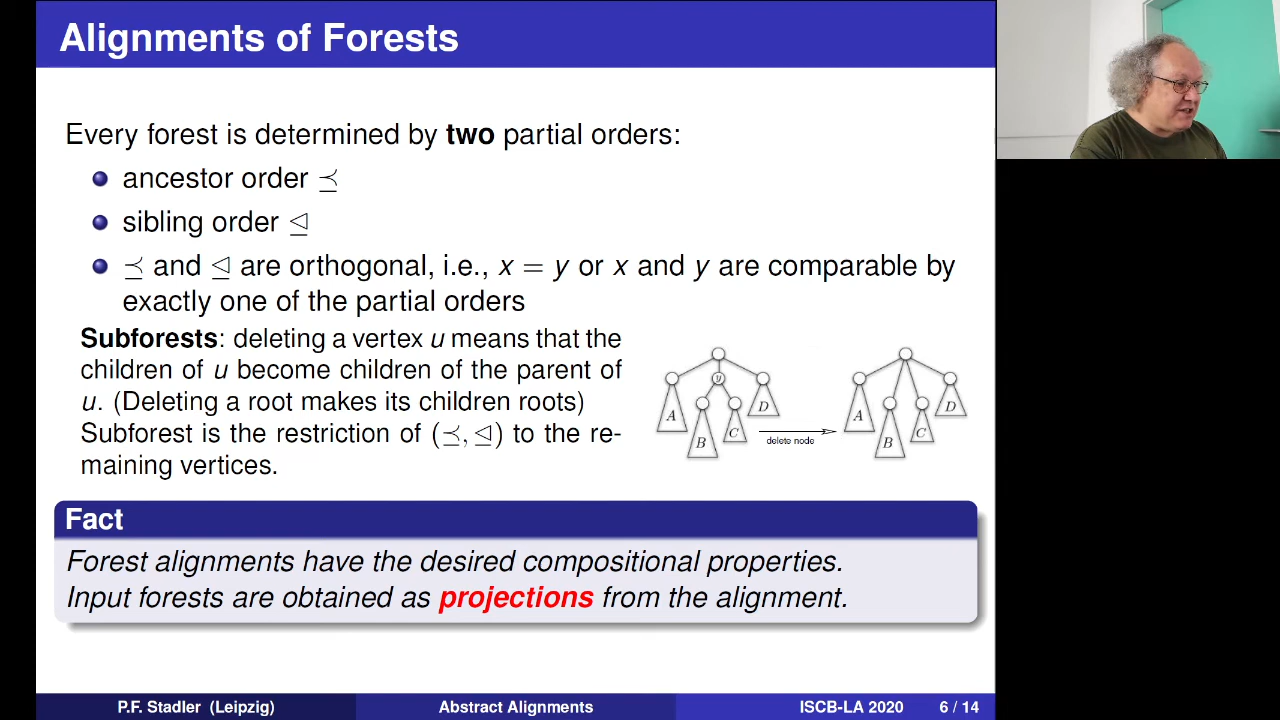 Alignments of Forests
Every forest is determined by two partial orders:
ancestor order ⪯
sibling order ⊴
⪯ and ⊴ are orthogonal, i.e., x = y or x and y are comparable by
exactly one of the partial orders
Subforests: deleting a vertex u means that the
children of u become children of the parent of
u. (Deleting a root makes its children roots)
Subforest is the restriction of (⪯, ⊴) to the re-
maining vertices.
y
A
B
C
D
delete node
A
B
C
D
Fact
Forest alignments have the desired compositional properties.
Input forests are obtained as projections from the alignment.
P.F. Stadler (Leipzig)
Abstract Alignments
ISCB-LA 2020
6 / 14